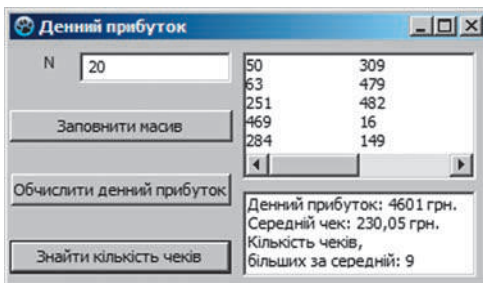 Денний прибуток
N 20
Заповнити масив
Обчислити денний прибуток
Знайти кількість чеків
50 309
63 479
251 482
469 16
284 149
Денний прибуток: 4601 грн.
Середній чек: 230,05 грн.
Кількість чеків,
більших за середній: 9